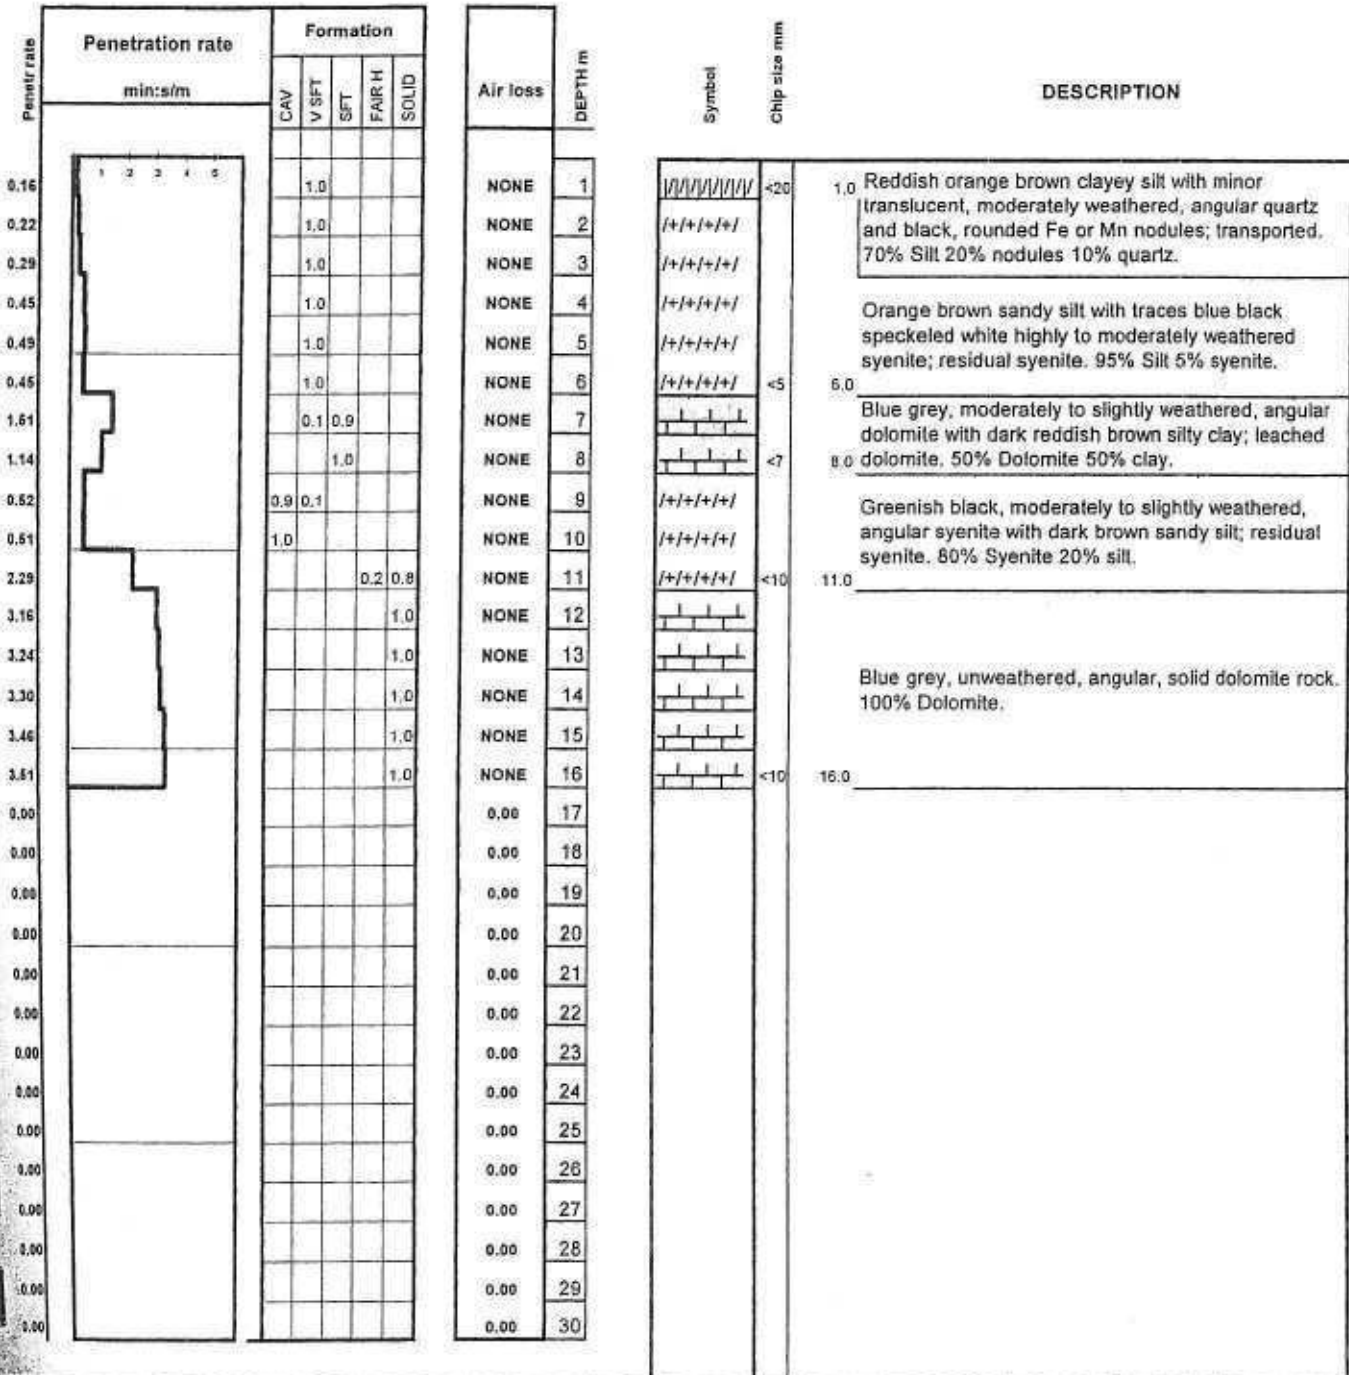 Penetr rate
Penetration rate
min:s/m
Formation
CAV
V SFT
SFT
FAIR H
SOLID
Air loss
DEPTH m
Symbol
Chip size mm
DESCRIPTION
1 2 3 4 5
0.16 1.0 NONE 1 <20 1.0
0.22 1.0 NONE 2 /+/+/+/+/
0.29 1.0 NONE 3 /+/+/+/+/
0.45 1.0 NONE 4 /+/+/+/+/
0.49 1.0 NONE 5 /+/+/+/+/
0.45 1.0 NONE 6 /+/+/+/+/ <5 6.0
1.61 0.1 0.9 NONE 7
1.14 1.0 NONE 8 <7 8.0
0.52 0.9 0.1 NONE 9 /+/+/+/+/
0.51 1.0 NONE 10 /+/+/+/+/
2.29 0.2 0.8 NONE 11 /+/+/+/+/ <10 11.0
3.16 1.0 NONE 12
3.24 1.0 NONE 13
3.30 1.0 NONE 14
3.46 1.0 NONE 15
3.51 1.0 NONE 16 <10 16.0
0.00 0.00 17
0.00 0.00 18
0.00 0.00 19
0.00 0.00 20
0.00 0.00 21
0.00 0.00 22
0.00 0.00 23
0.00 0.00 24
0.00 0.00 25
0.00 0.00 26
0.00 0.00 27
0.00 0.00 28
0.00 0.00 29
0.00 0.00 30
Reddish orange brown clayey silt with minor
translucent, moderately weathered, angular quartz
and black, rounded Fe or Mn nodules; transported.
70% Silt 20% nodules 10% quartz.
Orange brown sandy silt with traces blue black
speckeled white highly to moderately weathered
syenite; residual syenite. 95% Silt 5% syenite.
Blue grey, moderately to slightly weathered, angular
dolomite with dark reddish brown silty clay; leached
dolomite. 50% Dolomite 50% clay.
Greenish black, moderately to slightly weathered,
angular syenite with dark brown sandy silt; residual
syenite. 80% Syenite 20% silt.
Blue grey, unweathered, angular, solid dolomite rock.
100% Dolomite.